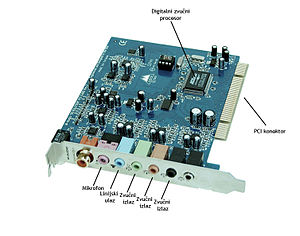 Digitalni zvučni
procesor
PCI konektor
Mikrofon
Linijski
ulaz
Zvučni
izlaz
Zvučni
izlaz
Zvučni
izlaz